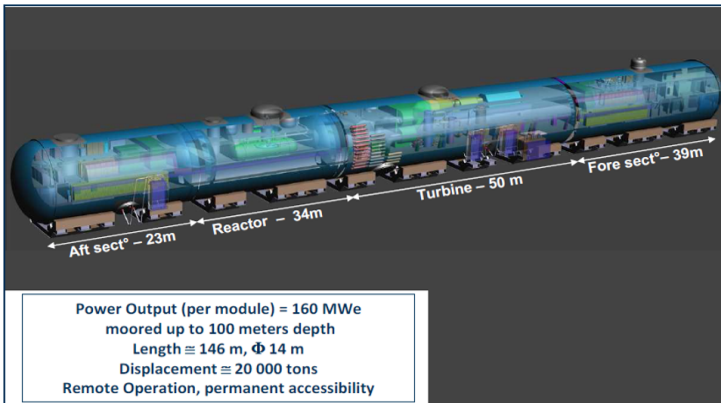 Aft sect° – 23m
Reactor – 34m
Turbine – 50 m
Fore sect°– 39m
Power Output (per module) = 160 MWe
moored up to 100 meters depth
Length ≅ 146 m, Φ 14 m
Displacement ≅ 20 000 tons
Remote Operation, permanent accessibility